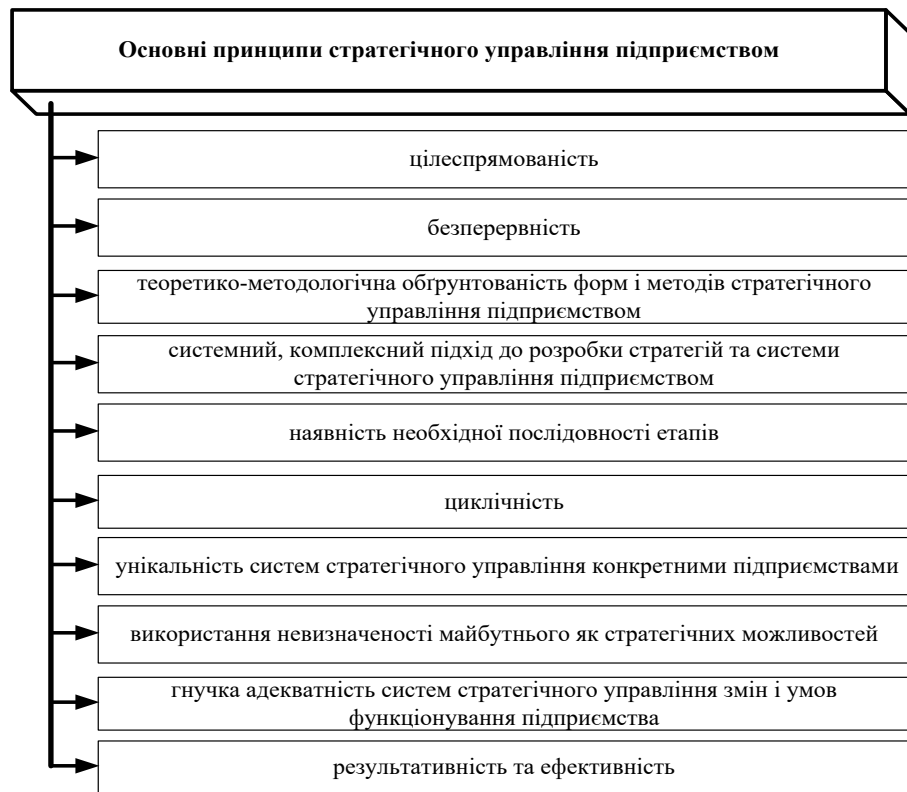 Основні принципи стратегічного управління підприємством
цілеспрямованість
безперервність
теоретико-методологічна обґрунтованість форм і методів стратегічного
управління підприємством
системний, комплексний підхід до розробки стратегій та системи
стратегічного управління підприємством
наявність необхідної послідовності етапів
циклічність
унікальність систем стратегічного управління конкретними підприємствами
використання невизначеності майбутнього як стратегічних можливостей
гнучка адекватність систем стратегічного управління змін і умов
функціонування підприємства
результативність та ефективність